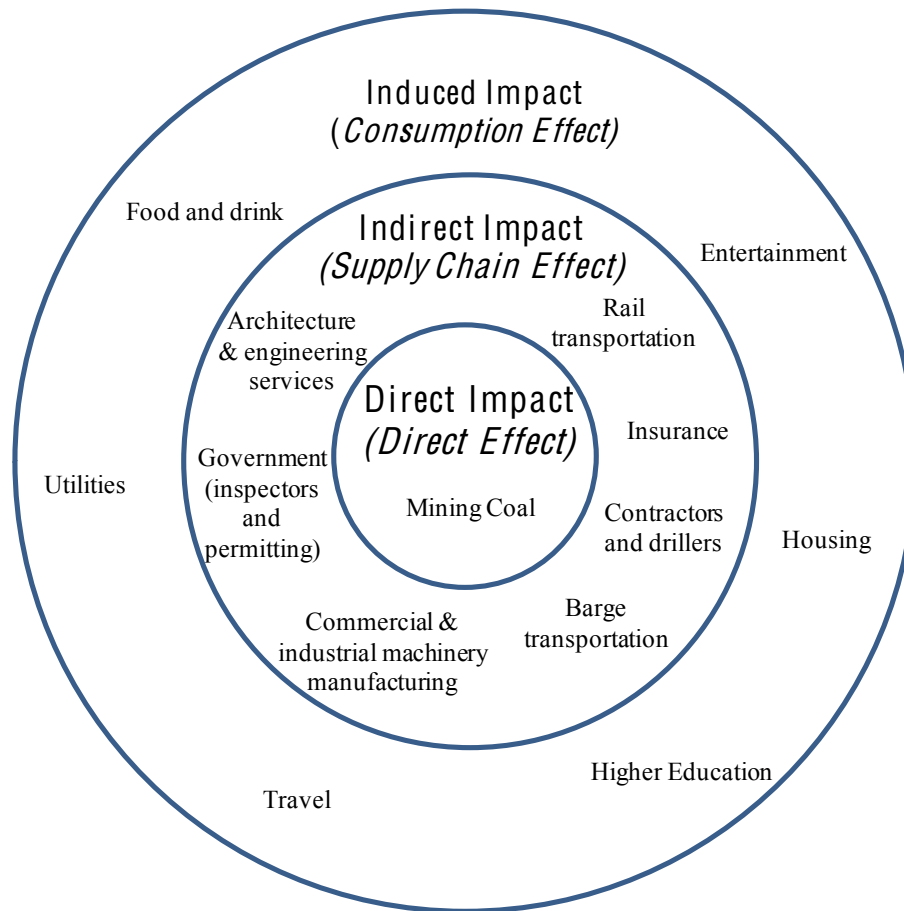 Induced Impact
(Consumption Effect)
Food and drink
Entertainment
Utilities
Housing
Travel
Higher Education
Indirect Impact
(Supply Chain Effect)
Architecture
& engineering
services
Rail
transportation
Government
(inspectors
and
permitting)
Insurance
Contractors
and drillers
Commercial &
industrial machinery
manufacturing
Barge
transportation
Direct Impact
(Direct Effect)
Mining Coal